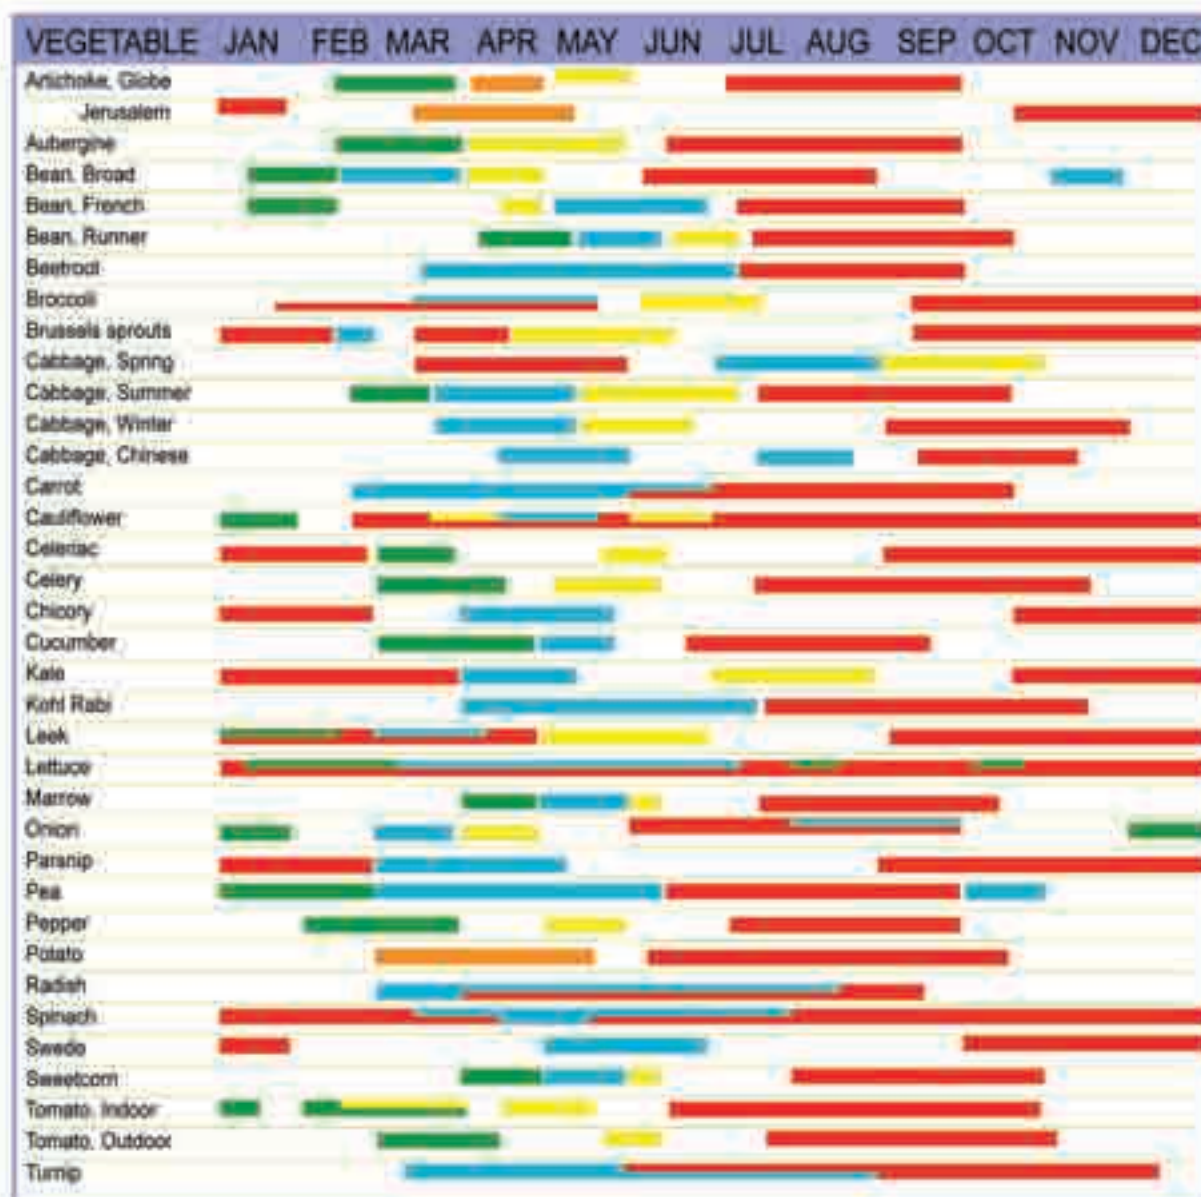 VEGETABLE JAN FEB MAR APR MAY JUN JUL AUG SEP OCT NOV DEC
Artichoke, Globe
Jerusalem
Aubergine
Bean, Broad
Bean, French
Bean, Runner
Beetroot
Broccoli
Brussels sprouts
Cabbage, Spring
Cabbage, Summer
Cabbage, Winter
Cabbage, Chinese
Carrot
Cauliflower
Celeriac
Celery
Chicory
Cucumber
Kale
Kohl Rabi
Leek
Lettuce
Marrow
Onion
Parsnip
Pea
Pepper
Potato
Radish
Spinach
Swede
Sweetcorn
Tomato, Indoor
Tomato, Outdoor
Turnip